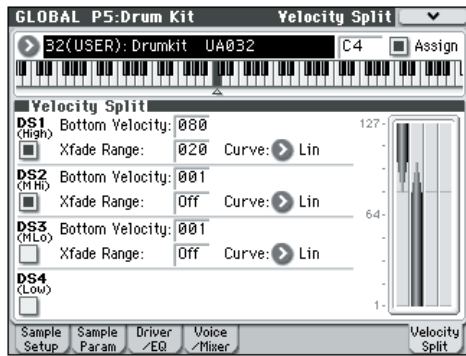 GLOBAL P5:Drum Kit Velocity Split
32(USER): Drumkit UA032 C4 Assign
Velocity Split
DS1 Bottom Velocity: 080 127-
(High)
Xfade Range: 020 Curve: Lin
DS2 Bottom Velocity: 001
(M Hi)
Xfade Range: Off Curve: Lin
DS3 Bottom Velocity: 001 64-
(MLo)
Xfade Range: Off Curve: Lin
DS4
(Low)
1-
Sample Setup Sample Param Driver /EQ Voice /Mixer Velocity Split